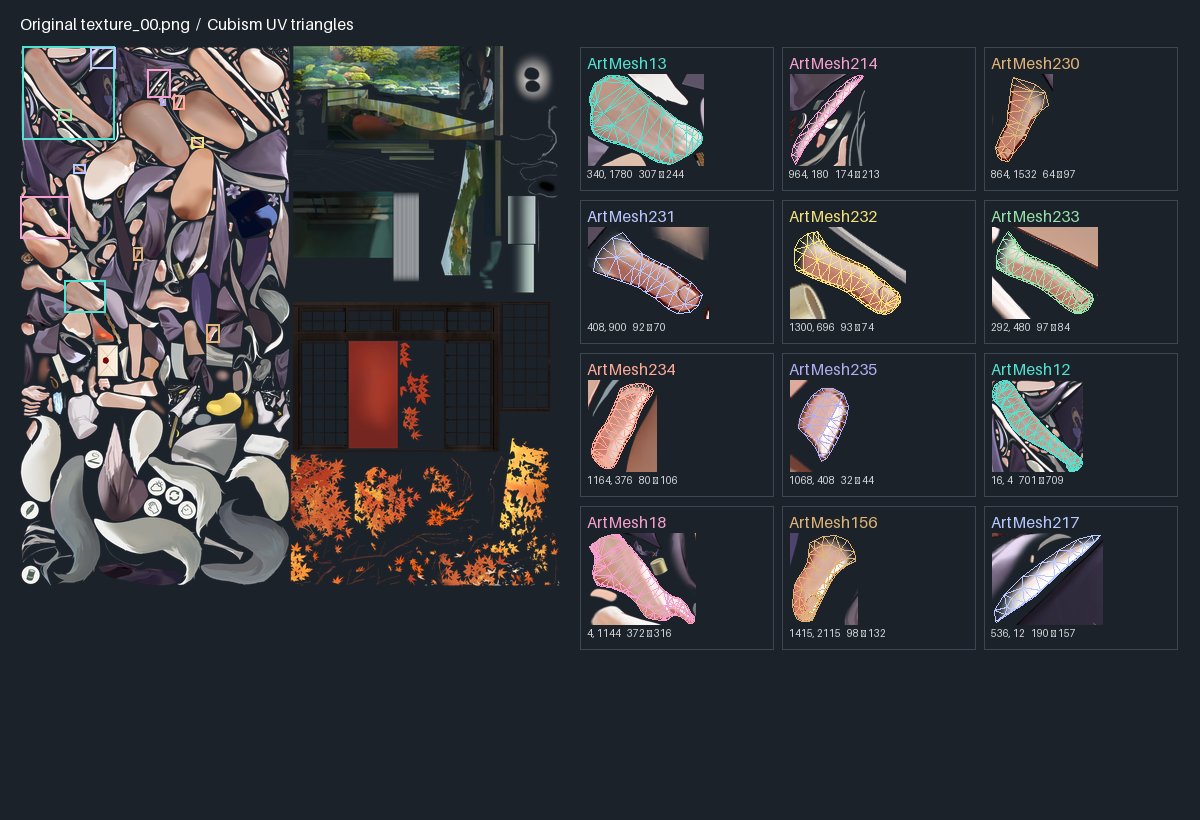 Original texture_00.png / Cubism UV triangles
ArtMesh13
340, 1780 307□244
ArtMesh214
964, 180 174□213
ArtMesh230
864, 1532 64□97
ArtMesh231
408, 900 92□70
ArtMesh232
1300, 696 93□74
ArtMesh233
292, 480 97□84
ArtMesh234
1164, 376 80□106
ArtMesh235
1068, 408 32□44
ArtMesh12
16, 4 701□709
ArtMesh18
4, 1144 372□316
ArtMesh156
1415, 2115 98□132
ArtMesh217
536, 12 190□157